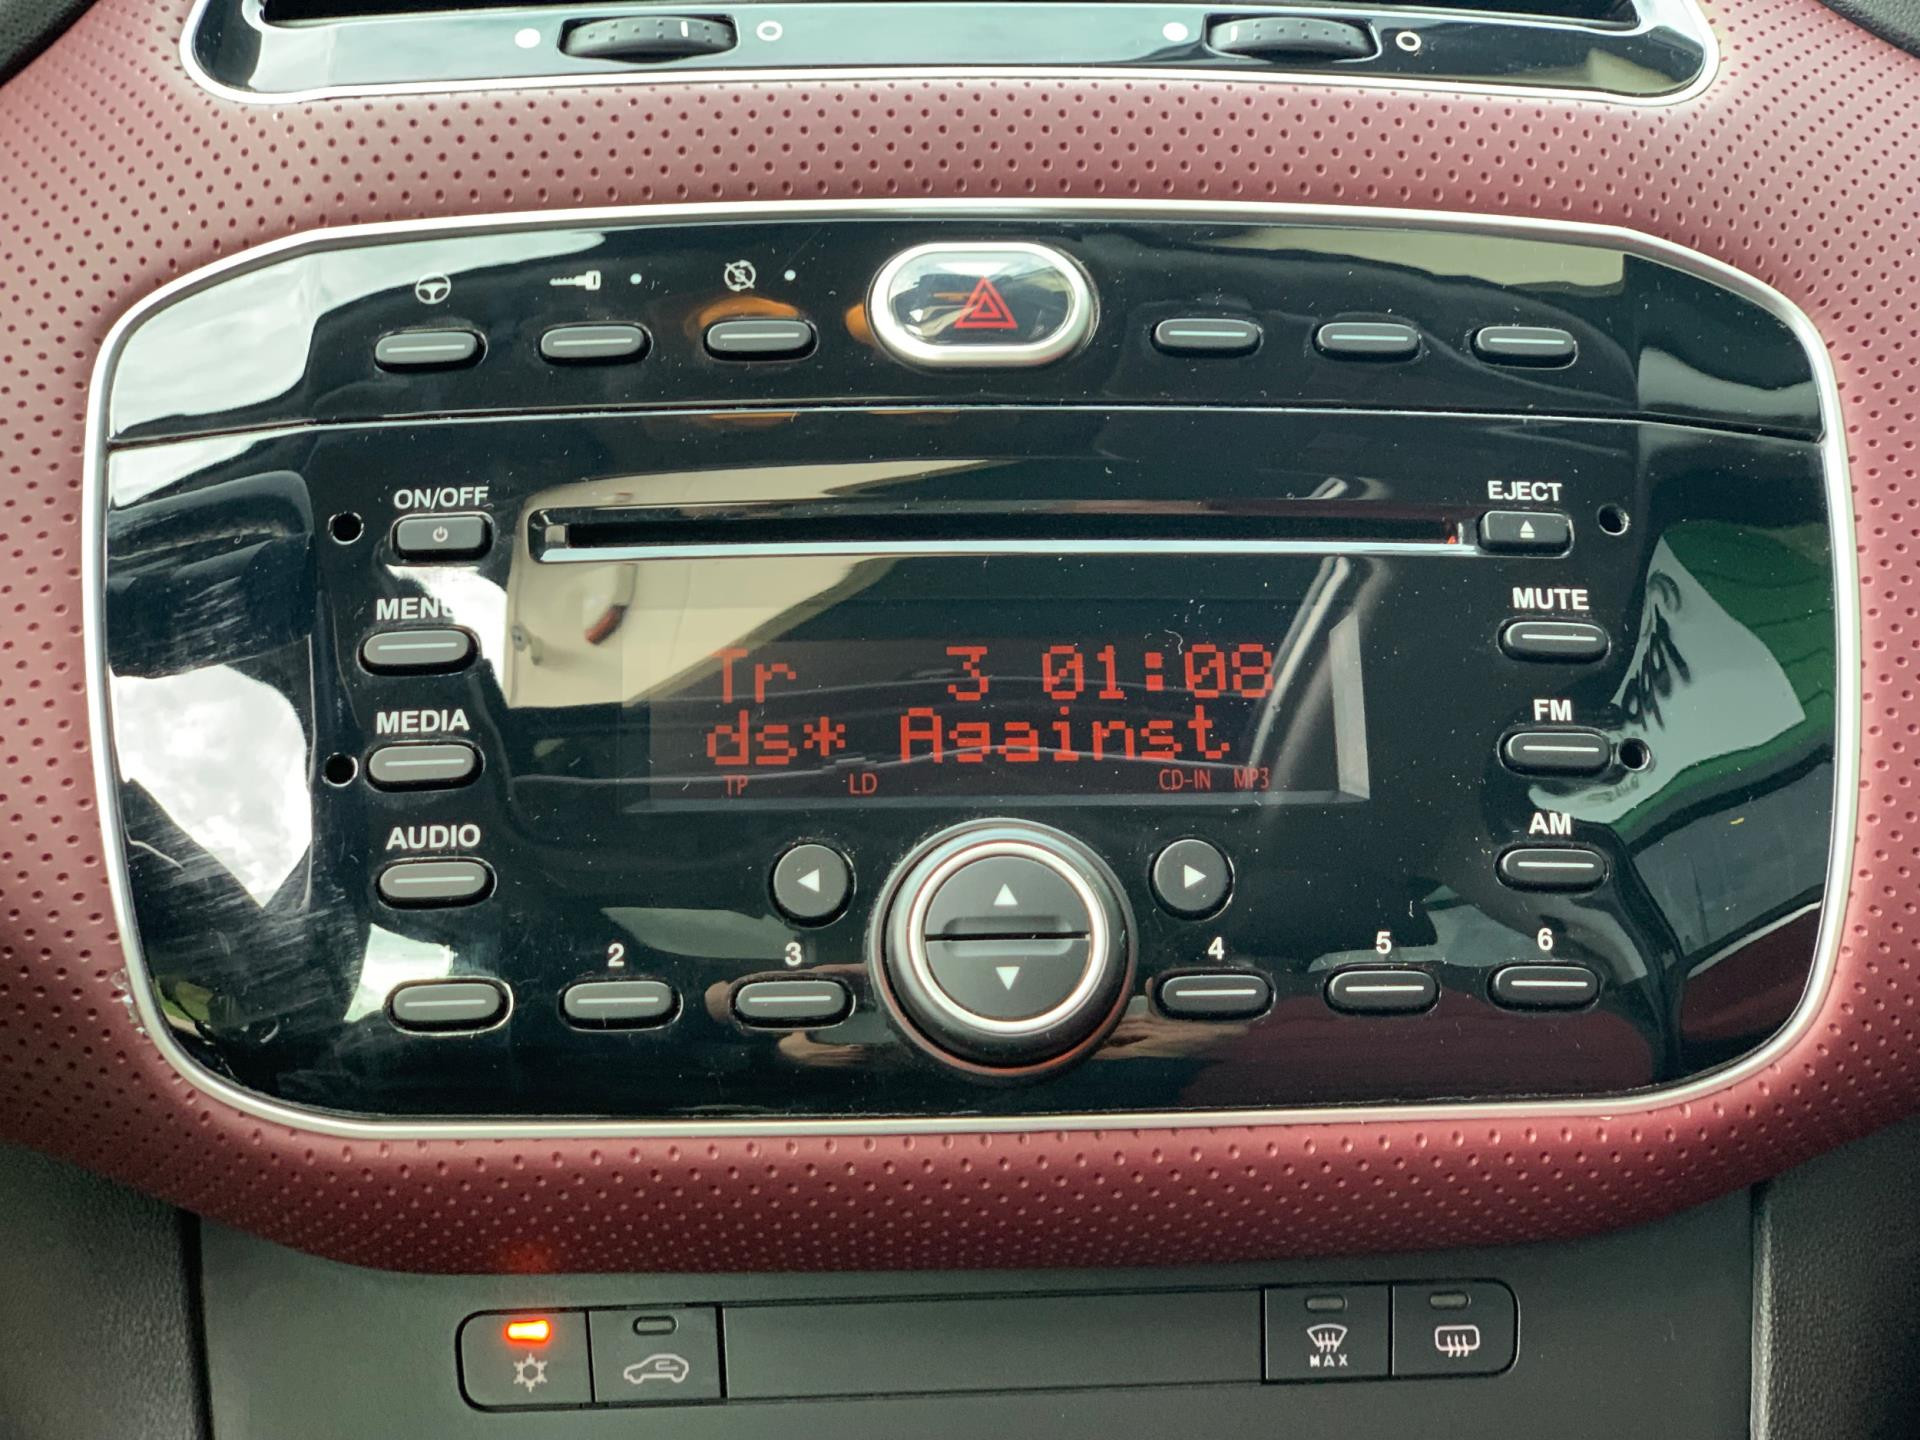 ON/OFF
EJECT
MENU
MUTE
Tr 3 01:08
ds* Against
TP LD CD-IN MP3
MEDIA
FM
AUDIO
AM
1 2 3 4 5 6
MAX